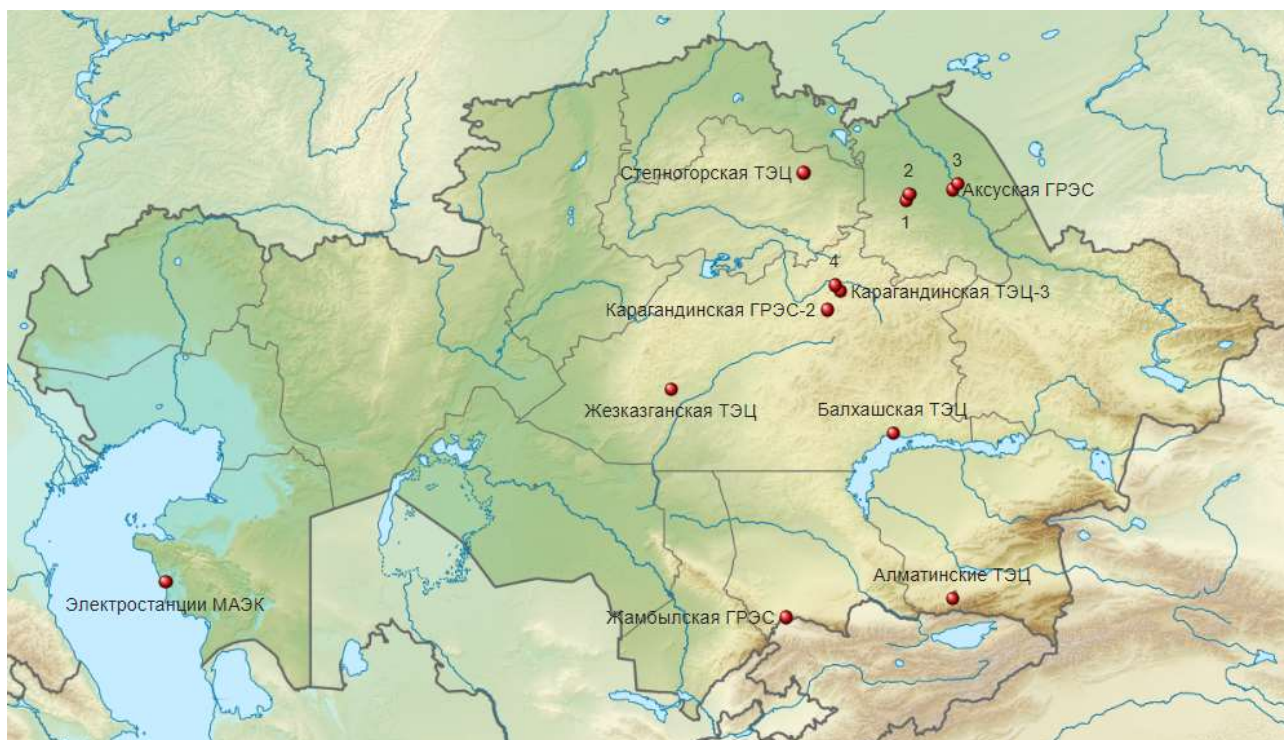 3
2
Степногорская ТЭЦ
Аксуская ГРЭС
1
4
Карагандинская ТЭЦ-3
Карагандинская ГРЭС-2
Жезказганская ТЭЦ
Балхашская ТЭЦ
Алматинские ТЭЦ
Электростанции МАЭК
Жамбылская ГРЭС